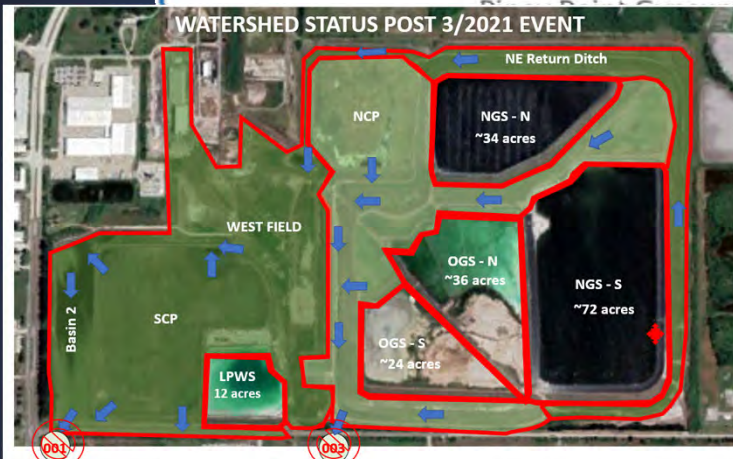 WATERSHED STATUS POST 3/2021 EVENT
NE Return Ditch
NCP
NGS - N
~34 acres
WEST FIELD
OGS - N
~36 acres
NGS - S
~72 acres
Basin 2
SCP
OGS - S
~24 acres
LPWS
12 acres
001
003